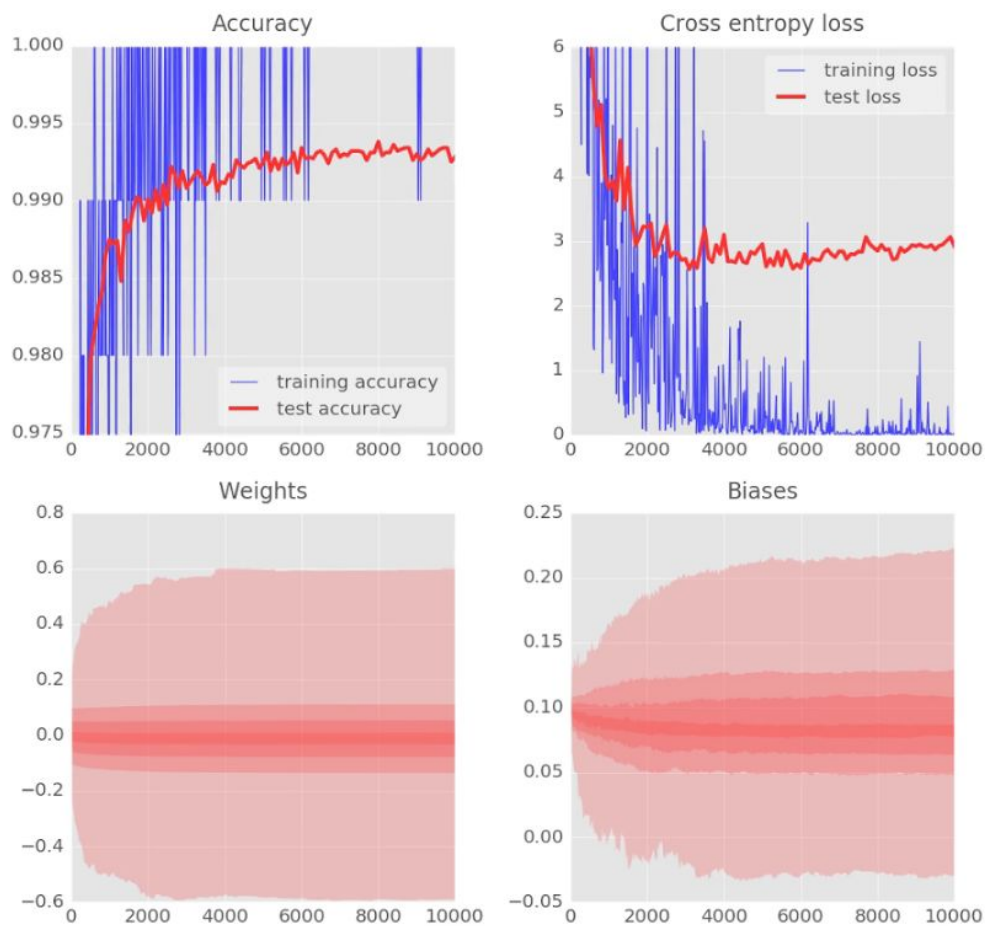 Accuracy
1.000
0.995
0.990
0.985
0.980
0.975
training accuracy
test accuracy
0 2000 4000 6000 8000 10000
Cross entropy loss
6
5
4
3
2
1
0
training loss
test loss
0 2000 4000 6000 8000 10000
Weights
0.8
0.6
0.4
0.2
0.0
−0.2
−0.4
−0.6
0 2000 4000 6000 8000 10000
Biases
0.25
0.20
0.15
0.10
0.05
0.00
−0.05
0 2000 4000 6000 8000 10000